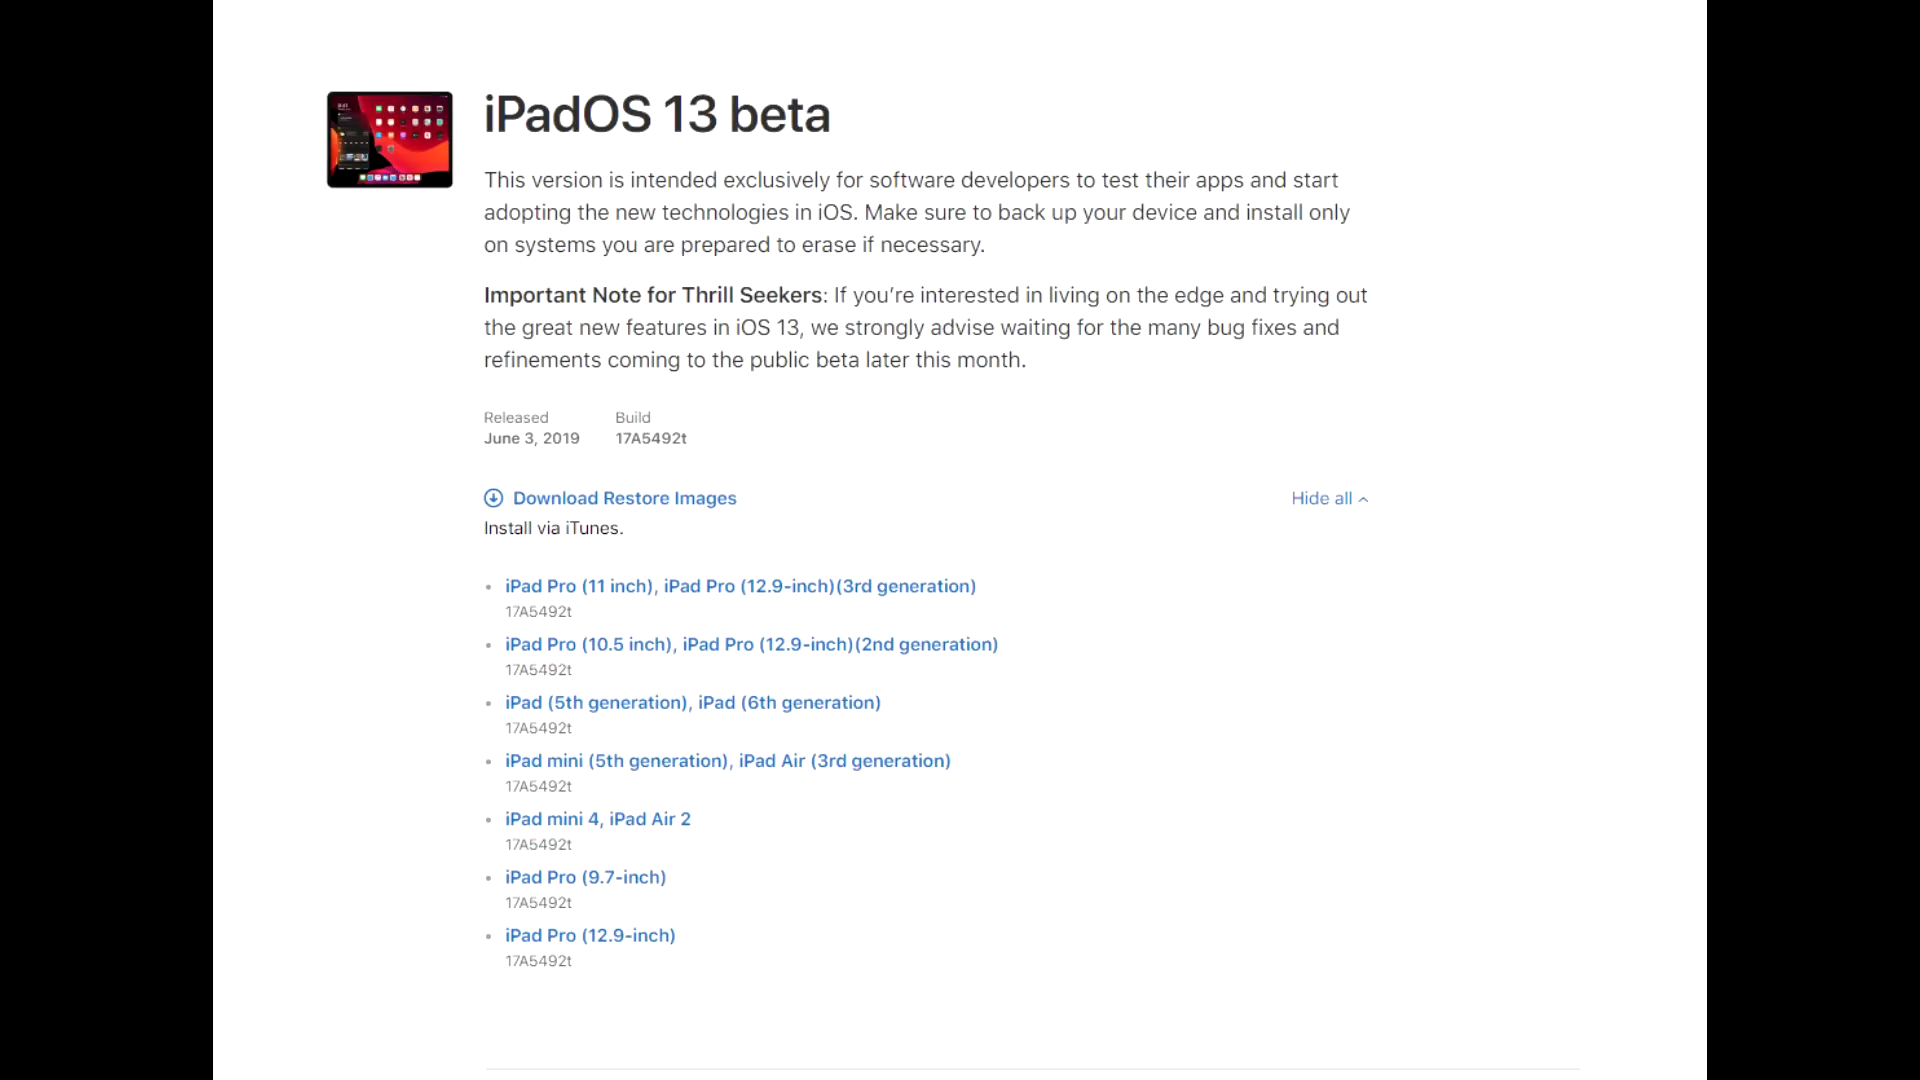 iPadOS 13 beta
This version is intended exclusively for software developers to test their apps and start
adopting the new technologies in iOS. Make sure to back up your device and install only
on systems you are prepared to erase if necessary.
Important Note for Thrill Seekers: If you’re interested in living on the edge and trying out
the great new features in iOS 13, we strongly advise waiting for the many bug fixes and
refinements coming to the public beta later this month.
Released Build
June 3, 2019 17A5492t
Download Restore Images Hide all
Install via iTunes.
• iPad Pro (11 inch), iPad Pro (12.9-inch)(3rd generation)
17A5492t
• iPad Pro (10.5 inch), iPad Pro (12.9-inch)(2nd generation)
17A5492t
• iPad (5th generation), iPad (6th generation)
17A5492t
• iPad mini (5th generation), iPad Air (3rd generation)
17A5492t
• iPad mini 4, iPad Air 2
17A5492t
• iPad Pro (9.7-inch)
17A5492t
• iPad Pro (12.9-inch)
17A5492t